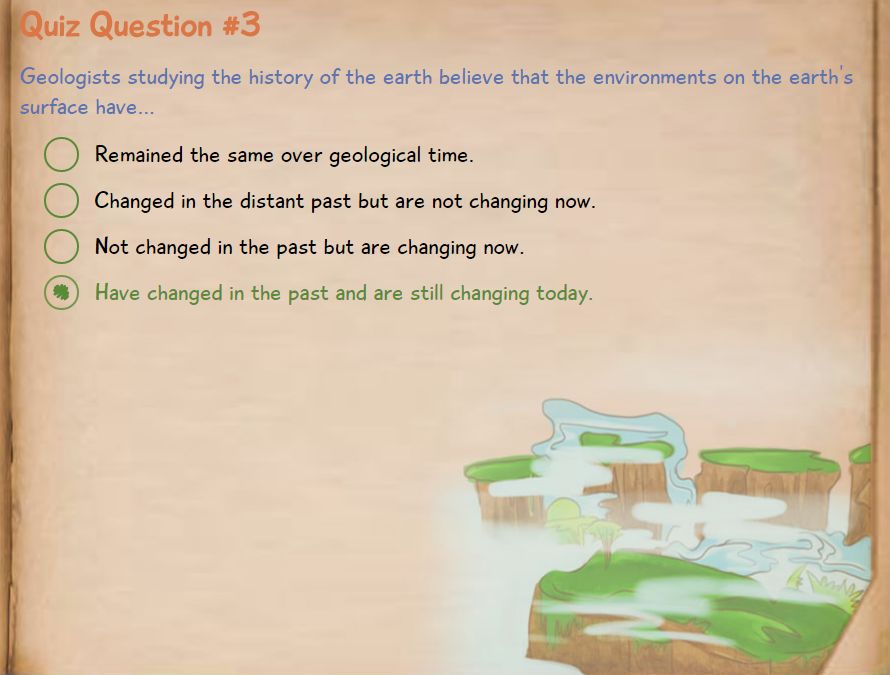 Quiz Question #3
Geologists studying the history of the earth believe that the environments on the earth's
surface have...
Remained the same over geological time.
Changed in the distant past but are not changing now.
Not changed in the past but are changing now.
Have changed in the past and are still changing today.